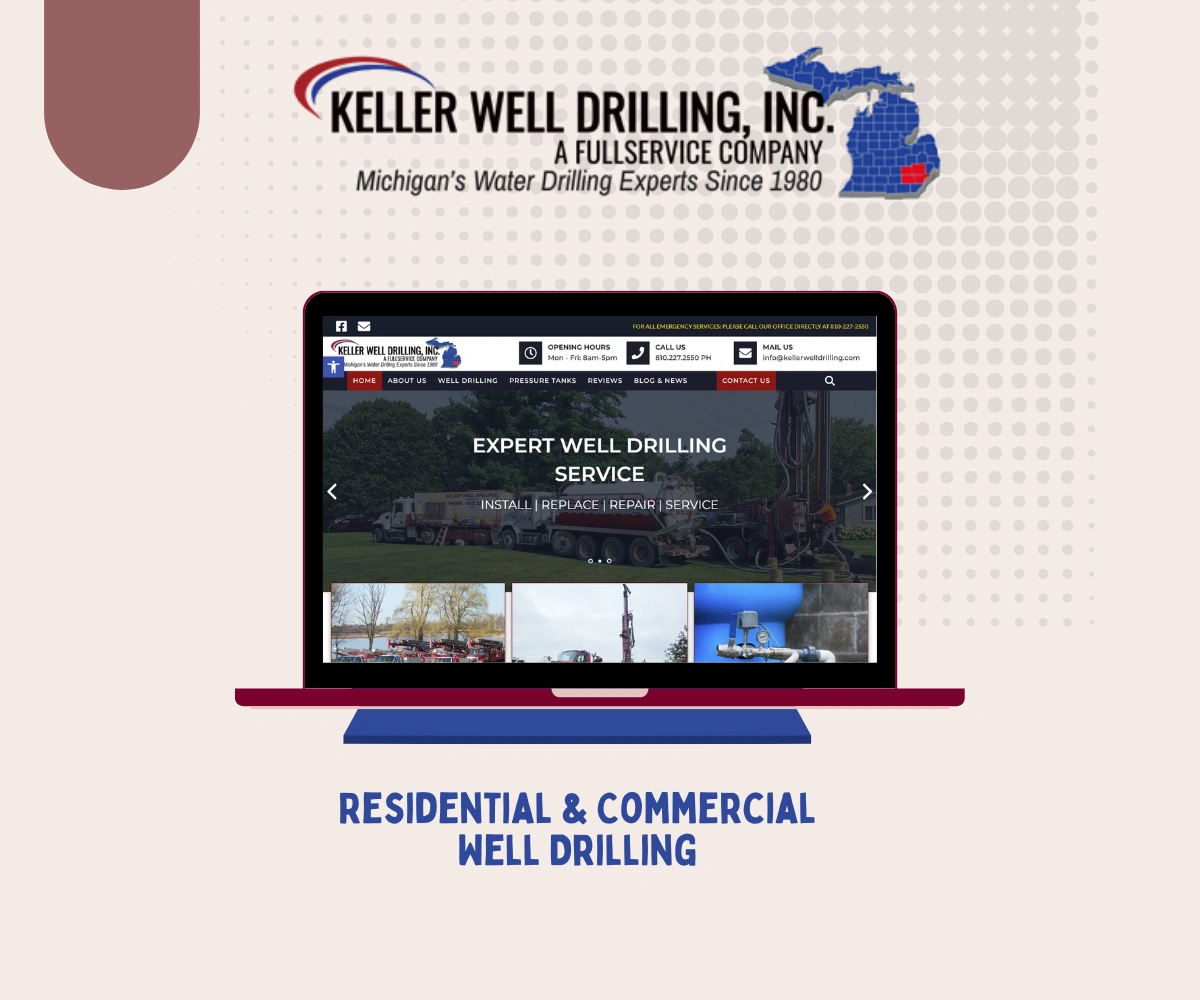 KELLER WELL DRILLING, INC.
A FULLSERVICE COMPANY
Michigan's Water Drilling Experts Since 1980
FOR ALL EMERGENCY SERVICES: PLEASE CALL OUR OFFICE DIRECTLY AT 810-227-2550
KELLER WELL DRILLING, INC.
A FULLSERVICE COMPANY
Michigan's Water Drilling Experts Since 1980
OPENING HOURS
Mon - Fri: 8am-5pm
CALL US
810.227.2550 PH
MAIL US
info@kellerwelldrilling.com
HOME ABOUT US WELL DRILLING PRESSURE TANKS REVIEWS BLOG & NEWS CONTACT US
EXPERT WELL DRILLING
SERVICE
INSTALL | REPLACE | REPAIR | SERVICE
KELLER WELL DRILLING
RESIDENTIAL & COMMERCIAL
WELL DRILLING